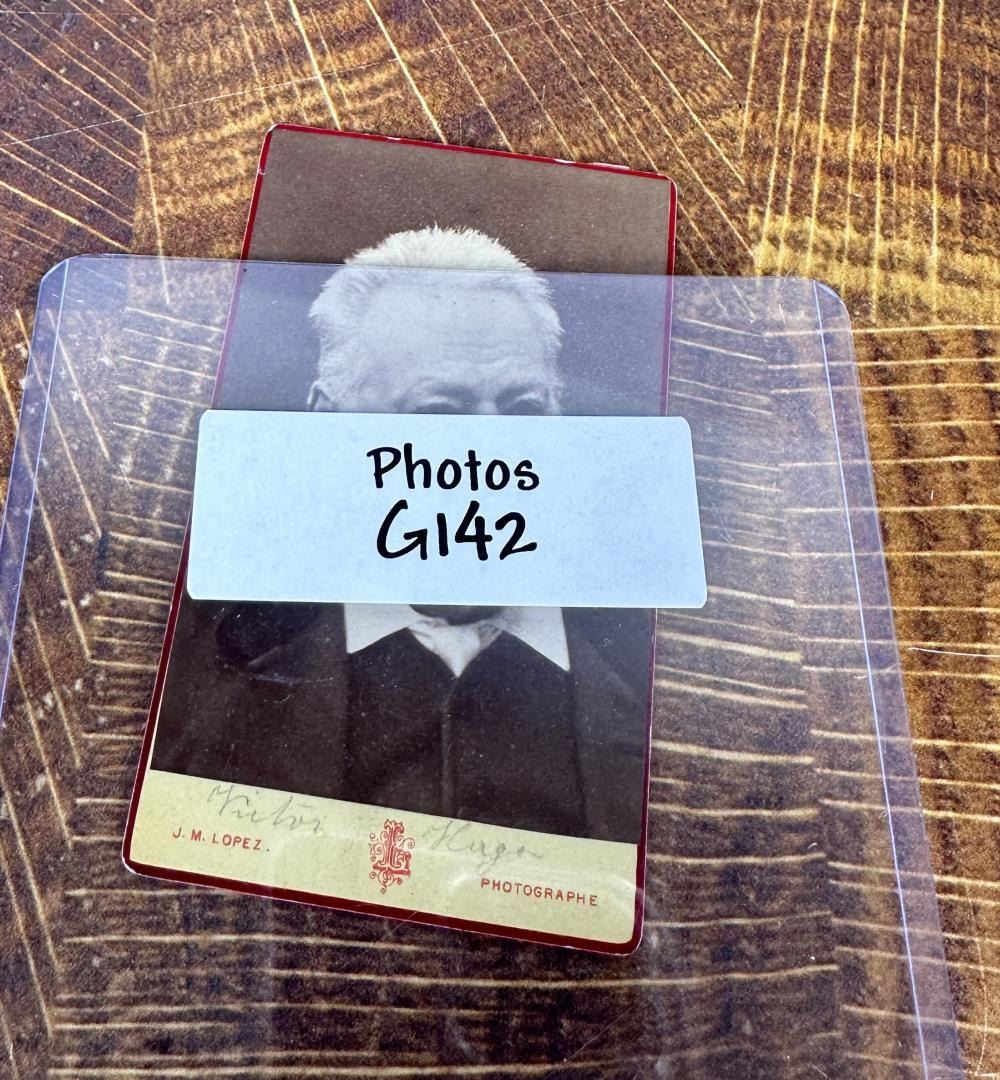 Photos
G142
Victor Hugo
J. M. LOPEZ.
L
PHOTOGRAPHE